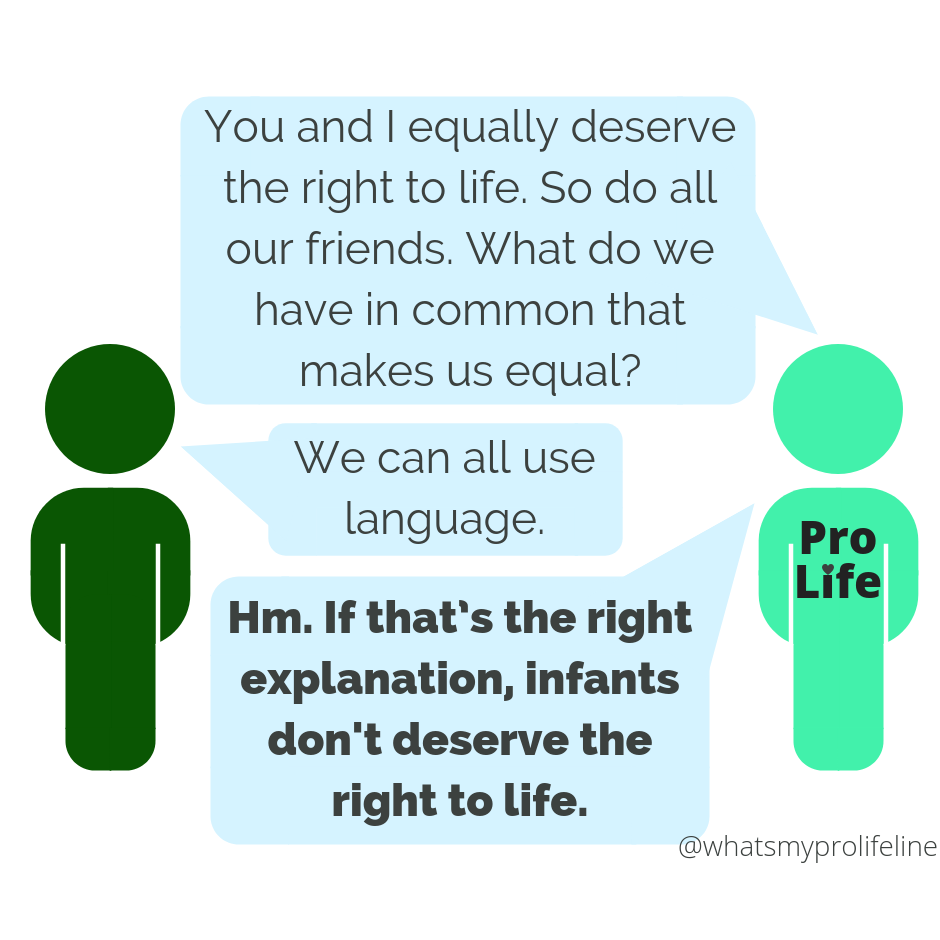 You and I equally deserve
the right to life. So do all
our friends. What do we
have in common that
makes us equal?
We can all use
language.
Pro
Life
Hm. If that’s the right
explanation, infants
don't deserve the
right to life.
@whatsmyprolifeline